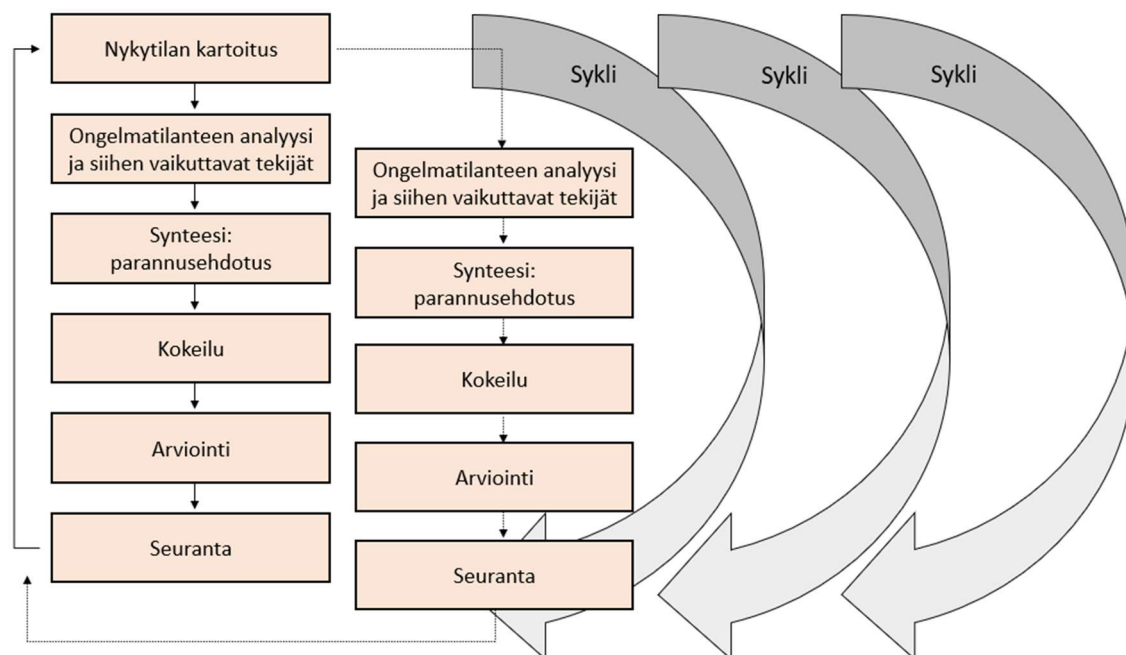 Nykytilan kartoitus
Ongelmatilanteen analyysi
ja siihen vaikuttavat tekijät
Synteesi:
parannusehdotus
Kokeilu
Arviointi
Seuranta
Ongelmatilanteen analyysi
ja siihen vaikuttavat tekijät
Synteesi:
parannusehdotus
Kokeilu
Arviointi
Seuranta
Sykli
Sykli
Sykli